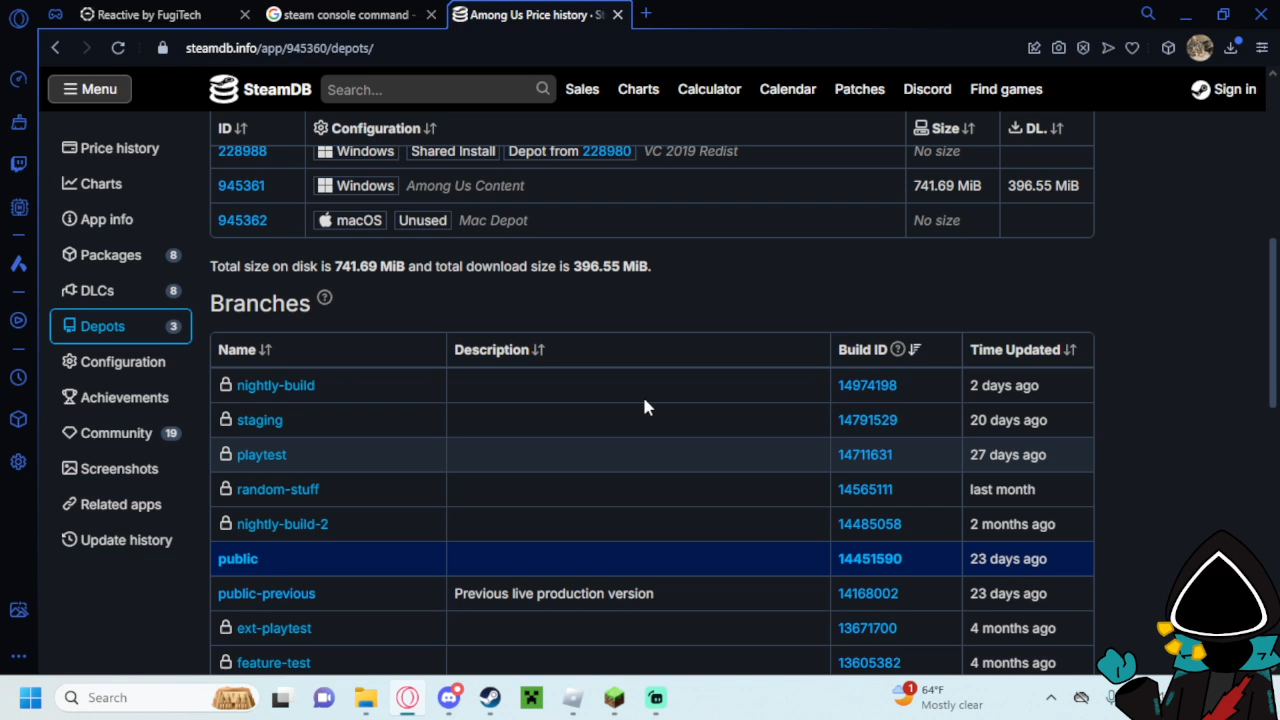 Reactive by FugiTech
steam console command -
Among Us Price history · St
steamdb.info/app/945360/depots/
Menu
SteamDB
Search...
Sales
Charts
Calculator
Calendar
Patches
Discord
Find games
Sign in
Price history
Charts
App info
Packages 8
DLCs 8
Depots 3
Configuration
Achievements
Community 19
Screenshots
Related apps
Update history
ID Configuration Size DL.
228988 Windows Shared Install Depot from 228980 VC 2019 Redist No size
945361 Windows Among Us Content 741.69 MiB 396.55 MiB
945362 macOS Unused Mac Depot No size
Total size on disk is 741.69 MiB and total download size is 396.55 MiB.
Branches ?
Name Description Build ID ? Time Updated
nightly-build 14974198 2 days ago
staging 14791529 20 days ago
playtest 14711631 27 days ago
random-stuff 14565111 last month
nightly-build-2 14485058 2 months ago
public 14451590 23 days ago
public-previous Previous live production version 14168002 23 days ago
ext-playtest 13671700 4 months ago
feature-test 13605382 4 months ago
Search
1
64°F
Mostly clear